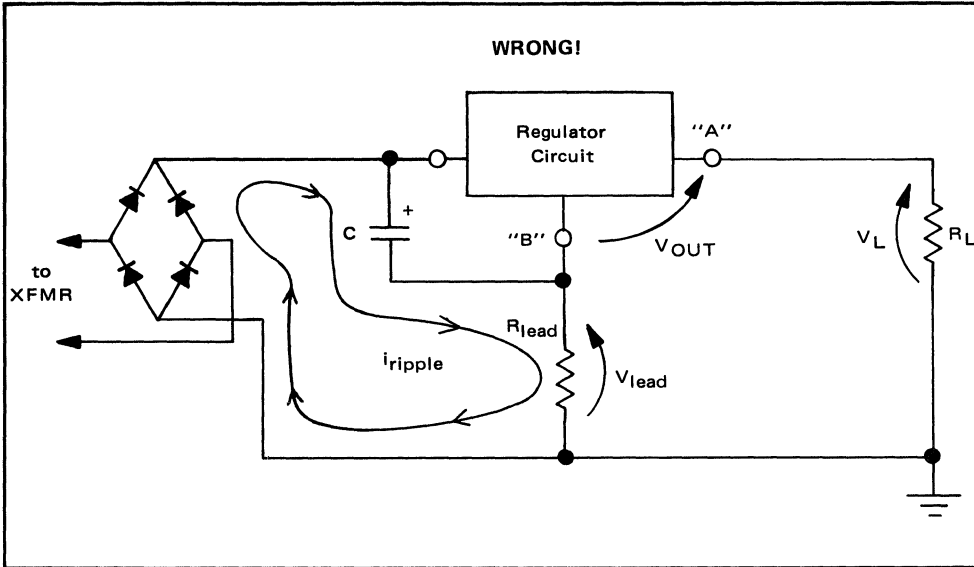 WRONG!
Regulator
Circuit
"A"
+
C
"B"
VOUT
VL
RL
to
XFMR
Rlead
iripple
Vlead